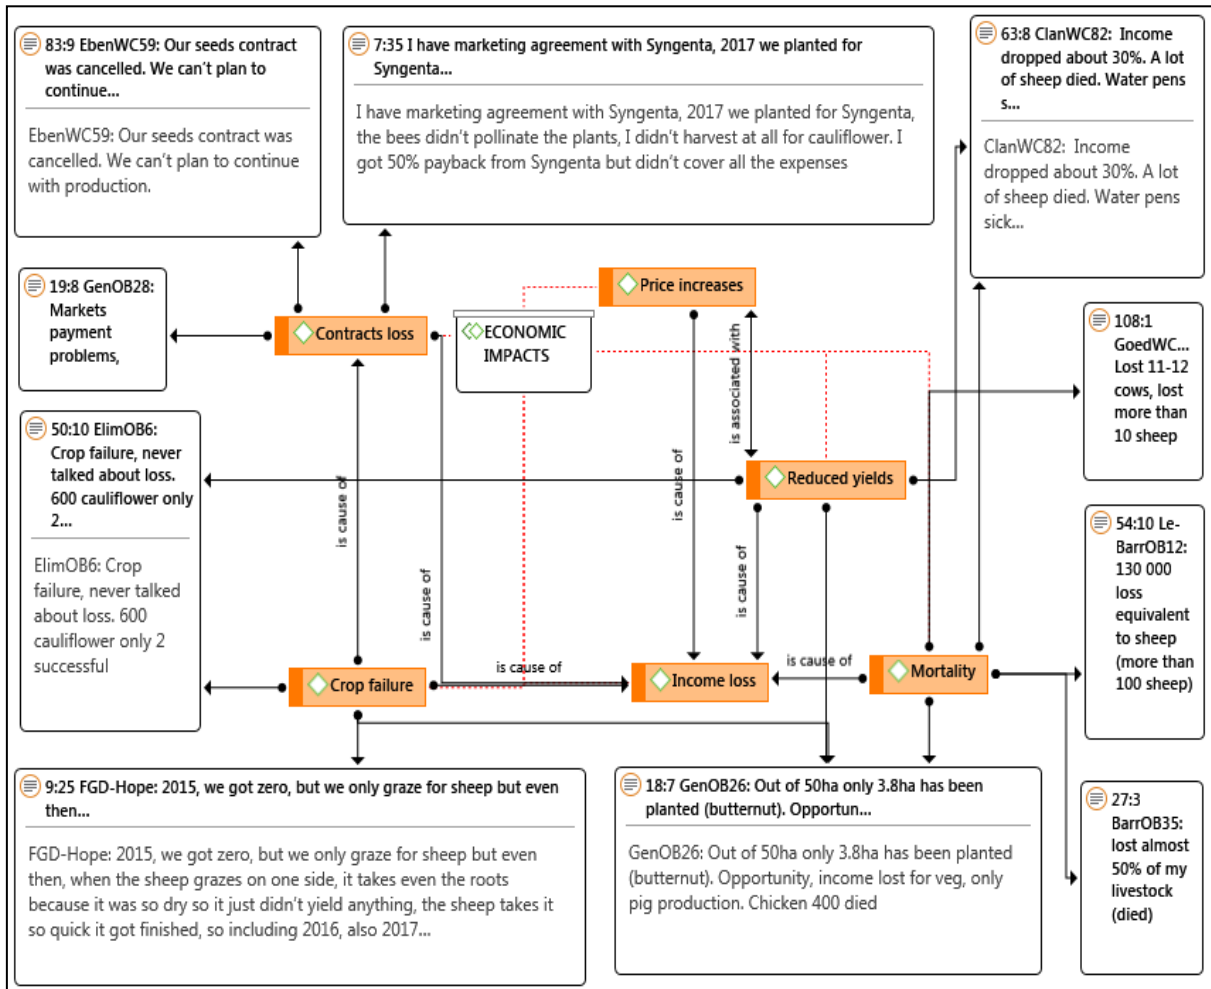 83:9 EbenWC59: Our seeds contract
was cancelled. We can't plan to
continue...
EbenWC59: Our seeds contract was
cancelled. We can't plan to continue
with production.
7:35 I have marketing agreement with Syngenta, 2017 we planted for
Syngenta...
I have marketing agreement with Syngenta, 2017 we planted for Syngenta,
the bees didn't pollinate the plants, I didn't harvest at all for cauliflower. I
got 50% payback from Syngenta but didn't cover all the expenses
63:8 ClanWC82: Income
dropped about 30%. A lot
of sheep died. Water pens
s...
ClanWC82: Income
dropped about 30%. A lot
of sheep died. Water pens
sick...
19:8 GenOB28:
Markets
payment
problems,
Contracts loss
ECONOMIC
IMPACTS
Price increases
108:1
GoedWC...
Lost 11-12
cows, lost
more than
10 sheep
50:10 ElimOB6:
Crop failure, never
talked about loss.
600 cauliflower only
2...
ElimOB6: Crop
failure, never talked
about loss. 600
cauliflower only 2
successful
is associated with
Reduced yields
is cause of
is cause of
is cause of
is cause of
54:10 Le-
BarrOB12:
130 000
loss
equivalent
to sheep
(more than
100 sheep)
Crop failure
is cause of
Income loss
is cause of
Mortality
9:25 FGD-Hope: 2015, we got zero, but we only graze for sheep but even
then...
FGD-Hope: 2015, we got zero, but we only graze for sheep but even
then, when the sheep grazes on one side, it takes even the roots
because it was so dry so it just didn't yield anything, the sheep takes it
so quick it got finished, so including 2016, also 2017...
18:7 GenOB26: Out of 50ha only 3.8ha has been
planted (butternut). Opportun...
GenOB26: Out of 50ha only 3.8ha has been planted
(butternut). Opportunity, income lost for veg, only
pig production. Chicken 400 died
27:3
BarrOB35:
lost almost
50% of my
livestock
(died)